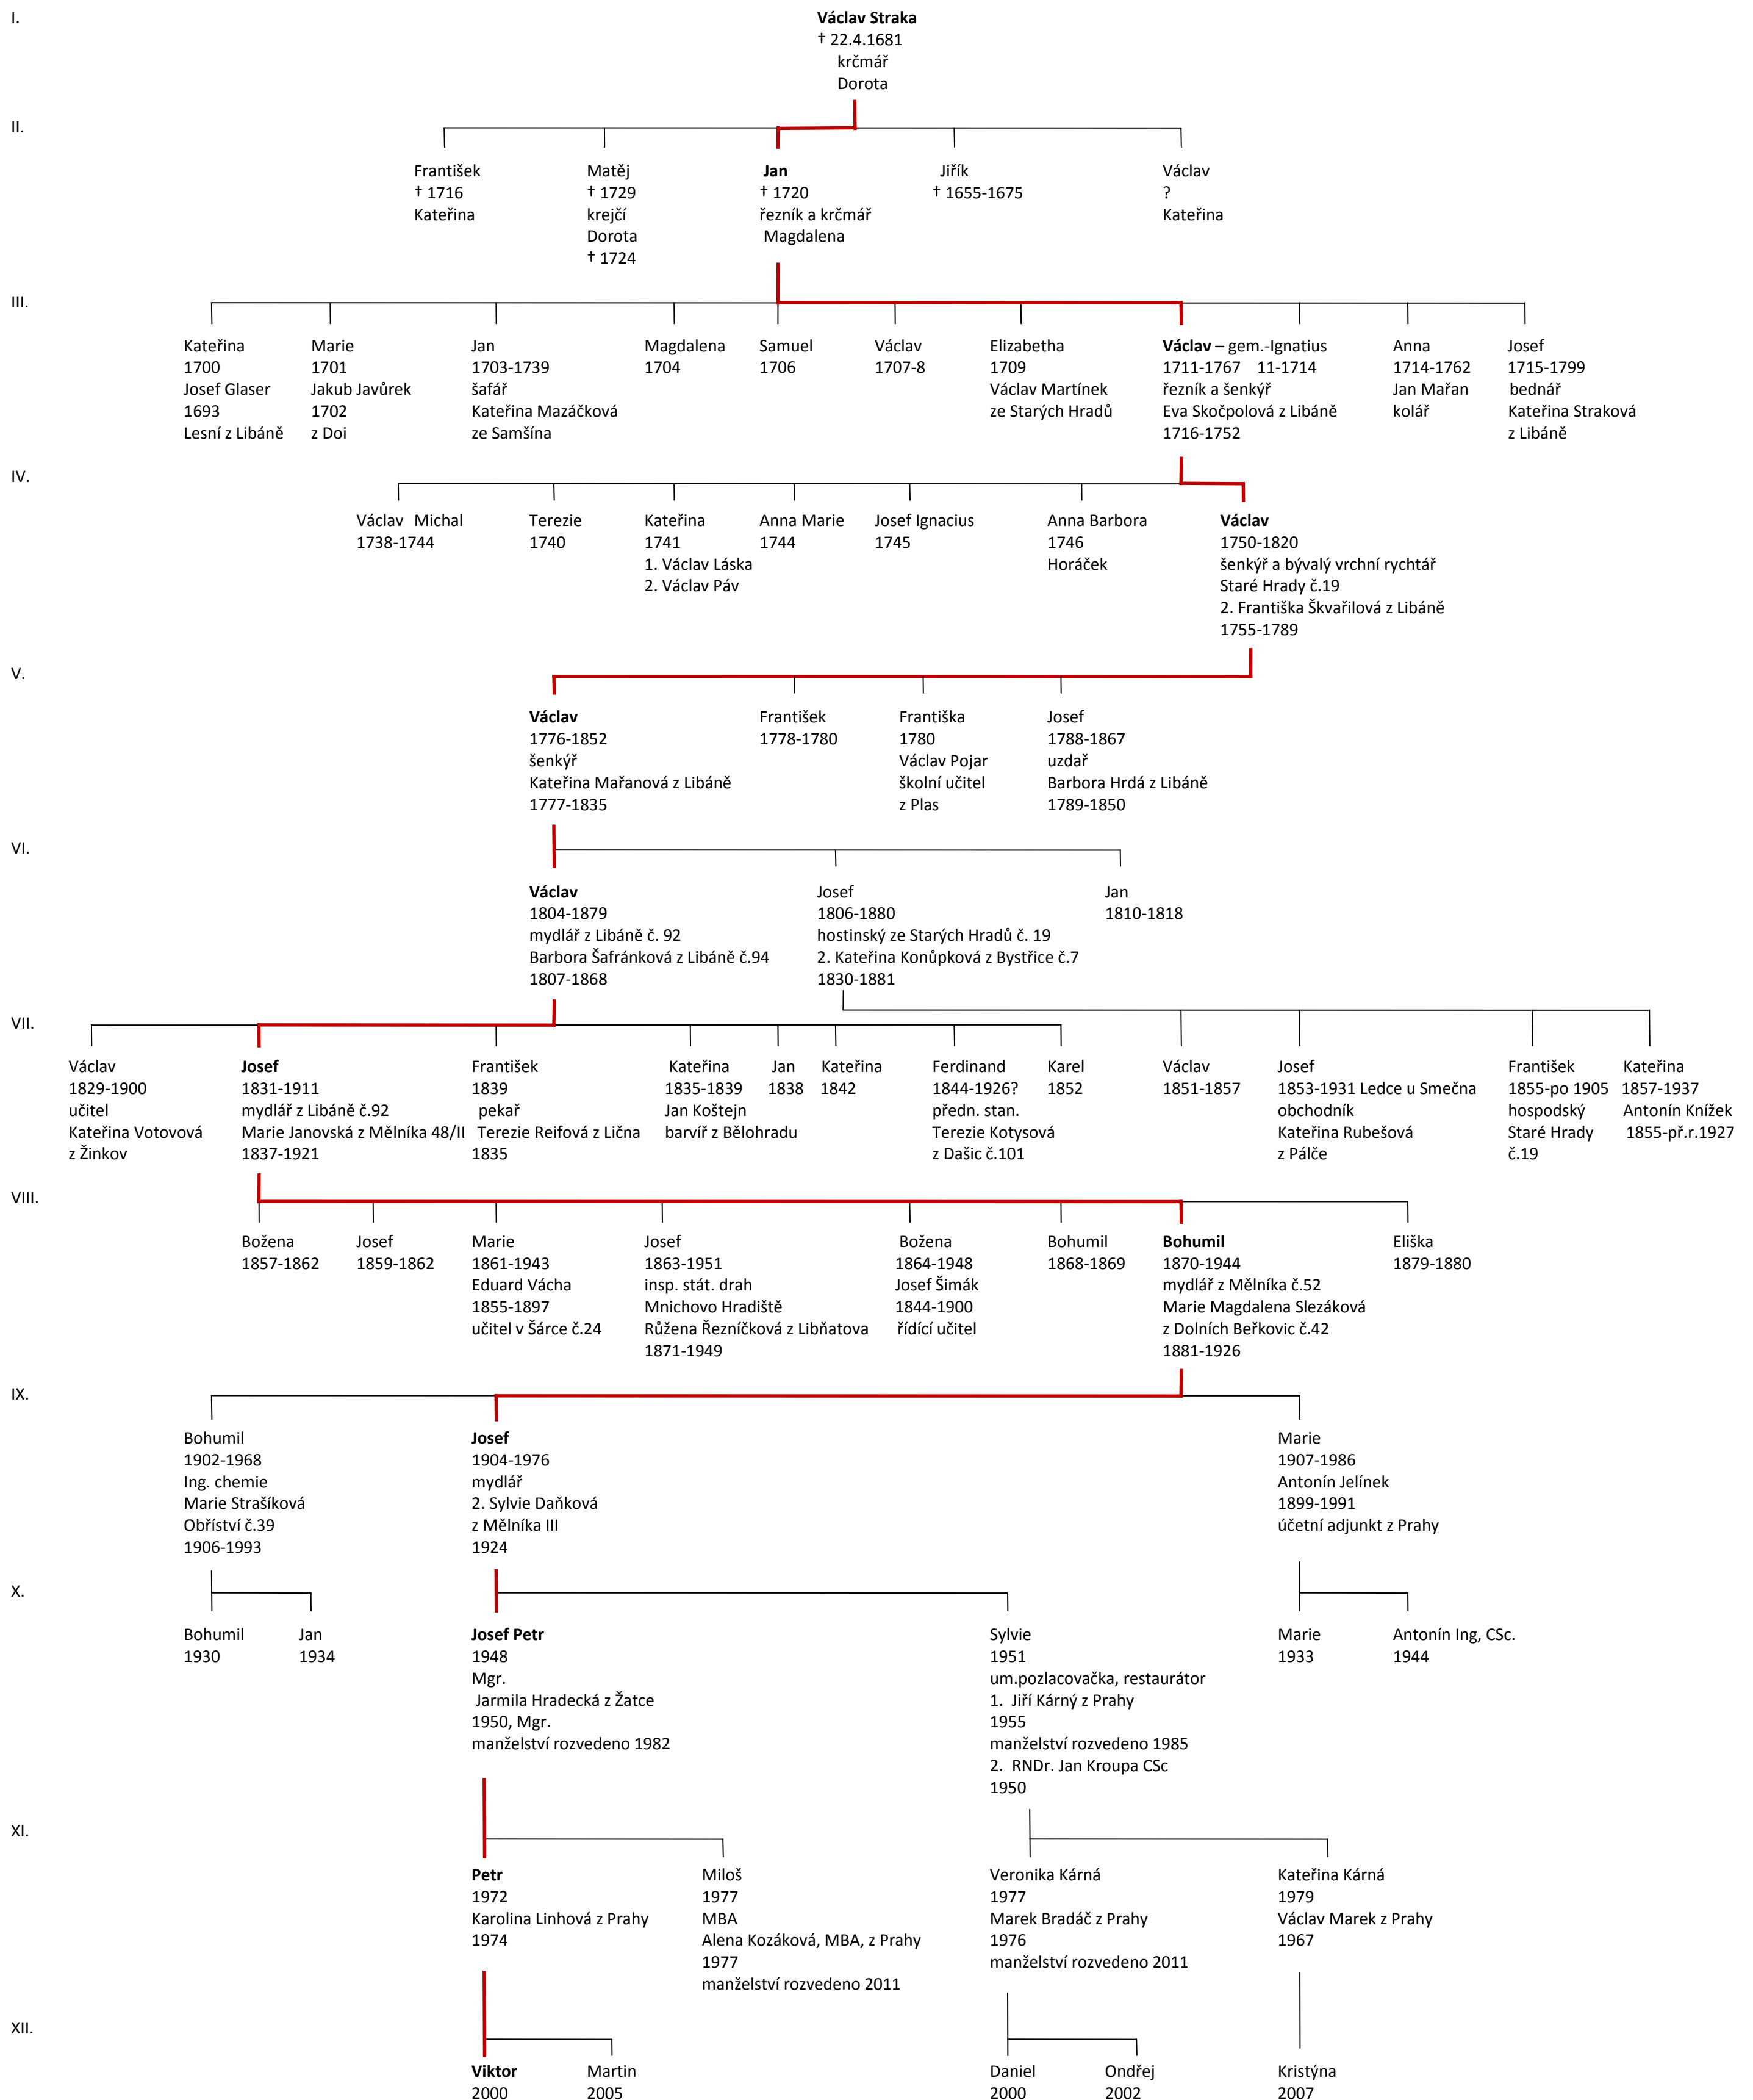 I.
Václav Straka
† 22.4.1681
krčmář
Dorota
II.
František
† 1716
Kateřina
Matěj
† 1729
krejčí
Dorota
† 1724
Jan
† 1720
řezník a krčmář
Magdalena
Jiřík
† 1655-1675
Václav
?
Kateřina
III.
Kateřina
1700
Josef Glaser
1693
Lesní z Libáně
Marie
1701
Jakub Javůrek
1702
z Doi
Jan
1703-1739
šafář
Kateřina Mazáčková
ze Samšína
Magdalena
1704
Samuel
1706
Václav
1707-8
Elizabetha
1709
Václav Martínek
ze Starých Hradů
Václav – gem.-Ignatius
1711-1767 11-1714
řezník a šenkýř
Eva Skočpolová z Libáně
1716-1752
Anna
1714-1762
Jan Mařan
kolář
Josef
1715-1799
bednář
Kateřina Straková
z Libáně
IV.
Václav Michal
1738-1744
Terezie
1740
Kateřina
1741
1. Václav Láska
2. Václav Páv
Anna Marie
1744
Josef Ignacius
1745
Anna Barbora
1746
Horáček
Václav
1750-1820
šenkýř a bývalý vrchní rychtář
Staré Hrady č.19
2. Františka Škvařilová z Libáně
1755-1789
V.
Václav
1776-1852
šenkýř
Kateřina Mařanová z Libáně
1777-1835
František
1778-1780
Františka
1780
Václav Pojar
školní učitel
z Plas
Josef
1788-1867
uzdař
Barbora Hrdá z Libáně
1789-1850
VI.
Václav
1804-1879
mydlář z Libáně č. 92
Barbora Šafránková z Libáně č.94
1807-1868
Josef
1806-1880
hostinský ze Starých Hradů č. 19
2. Kateřina Konůpková z Bystřice č.7
1830-1881
Jan
1810-1818
VII.
Václav
1829-1900
učitel
Kateřina Votovová
z Žinkov
Josef
1831-1911
mydlář z Libáně č.92
Marie Janovská z Mělníka 48/II
1837-1921
František
1839
pekař
Terezie Reifová z Lična
1835
Kateřina
1835-1839
Jan Koštejn
barvíř z Bělohradu
Jan
1838
Kateřina
1842
Ferdinand
1844-1926?
předn. stan.
Terezie Kotysová
z Dašic č.101
Karel
1852
Václav
1851-1857
Josef
1853-1931 Ledce u Smečna
obchodník
Kateřina Rubešová
z Pálče
František
1855-po 1905
hospodský
Staré Hrady
č.19
Kateřina
1857-1937
Antonín Knížek
1855-př.r.1927
VIII.
Božena
1857-1862
Josef
1859-1862
Marie
1861-1943
Eduard Vácha
1855-1897
učitel v Šárce č.24
Josef
1863-1951
insp. stát. drah
Mnichovo Hradiště
Růžena Řezníčková z Libňatova
1871-1949
Božena
1864-1948
Josef Šimák
1844-1900
řídící učitel
Bohumil
1868-1869
Bohumil
1870-1944
mydlář z Mělníka č.52
Marie Magdalena Slezáková
z Dolních Beřkovic č.42
1881-1926
Eliška
1879-1880
IX.
Bohumil
1902-1968
Ing. chemie
Marie Strašíková
Obříství č.39
1906-1993
Josef
1904-1976
mydlář
2. Sylvie Daňková
z Mělníka III
1924
Marie
1907-1986
Antonín Jelínek
1899-1991
účetní adjunkt z Prahy
X.
Bohumil
1930
Jan
1934
Josef Petr
1948
Mgr.
Jarmila Hradecká z Žatce
1950, Mgr.
manželství rozvedeno 1982
Sylvie
1951
um.pozlacovačka, restaurátor
1. Jiří Kárný z Prahy
1955
manželství rozvedeno 1985
2. RNDr. Jan Kroupa CSc
1950
Marie
1933
Antonín Ing, CSc.
1944
XI.
Petr
1972
Karolina Linhová z Prahy
1974
Miloš
1977
MBA
Alena Kozáková, MBA, z Prahy
1977
manželství rozvedeno 2011
Veronika Kárná
1977
Marek Bradáč z Prahy
1976
manželství rozvedeno 2011
Kateřina Kárná
1979
Václav Marek z Prahy
1967
XII.
Viktor
2000
Martin
2005
Daniel
2000
Ondřej
2002
Kristýna
2007